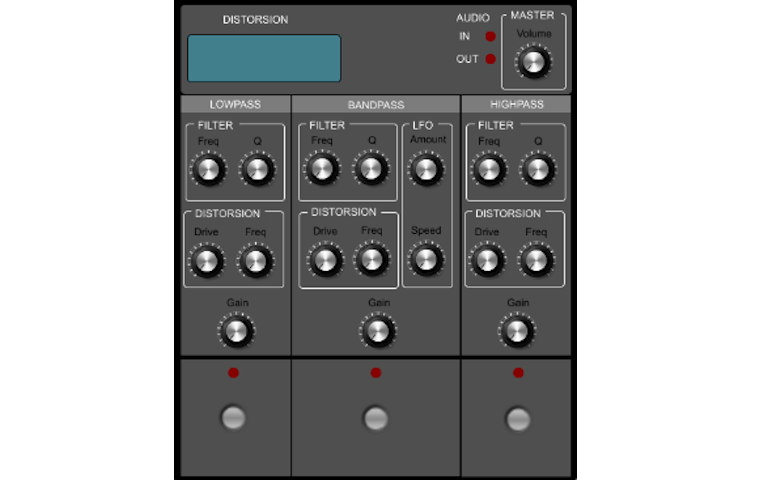 DISTORSION
AUDIO
IN
OUT
MASTER
Volume
LOWPASS
BANDPASS
HIGHPASS
FILTER
Freq Q
FILTER
Freq Q
LFO
Amount
FILTER
Freq Q
DISTORSION
Drive Freq
DISTORSION
Drive Freq
Speed
DISTORSION
Drive Freq
Gain
Gain
Gain